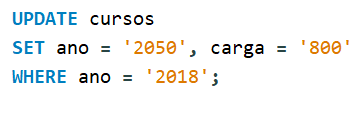 UPDATE cursos
SET ano = '2050', carga = '800'
WHERE ano = '2018';